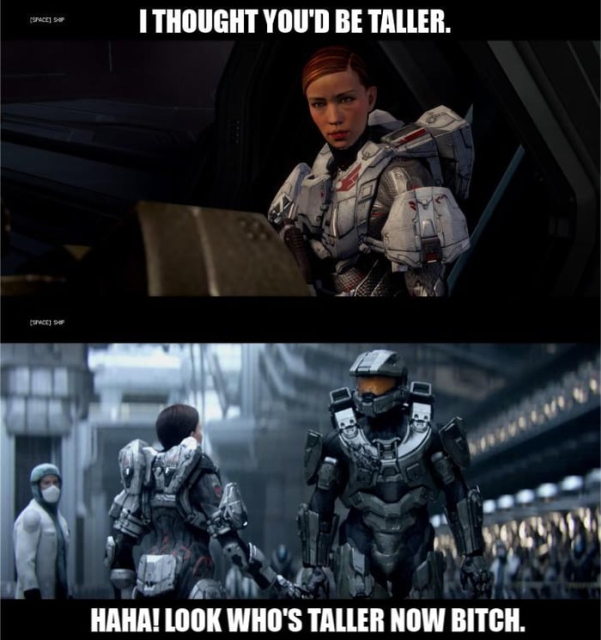 [SPACE] SHIP
I THOUGHT YOU'D BE TALLER.
[SPACE] SHIP
HAHA! LOOK WHO'S TALLER NOW BITCH.